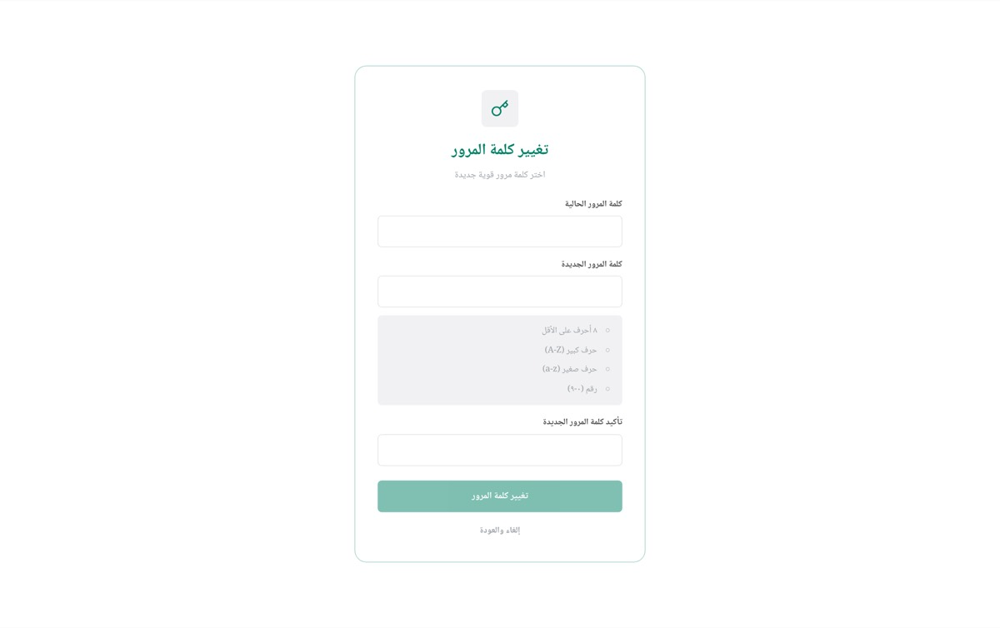 تغيير كلمة المرور
اختر كلمة مرور قوية جديدة
كلمة المرور الحالية
كلمة المرور الجديدة
٨ أحرف على الأقل
حرف كبير (A-Z)
حرف صغير (a-z)
رقم (٠-٩)
تأكيد كلمة المرور الجديدة
تغيير كلمة المرور
إلغاء والعودة